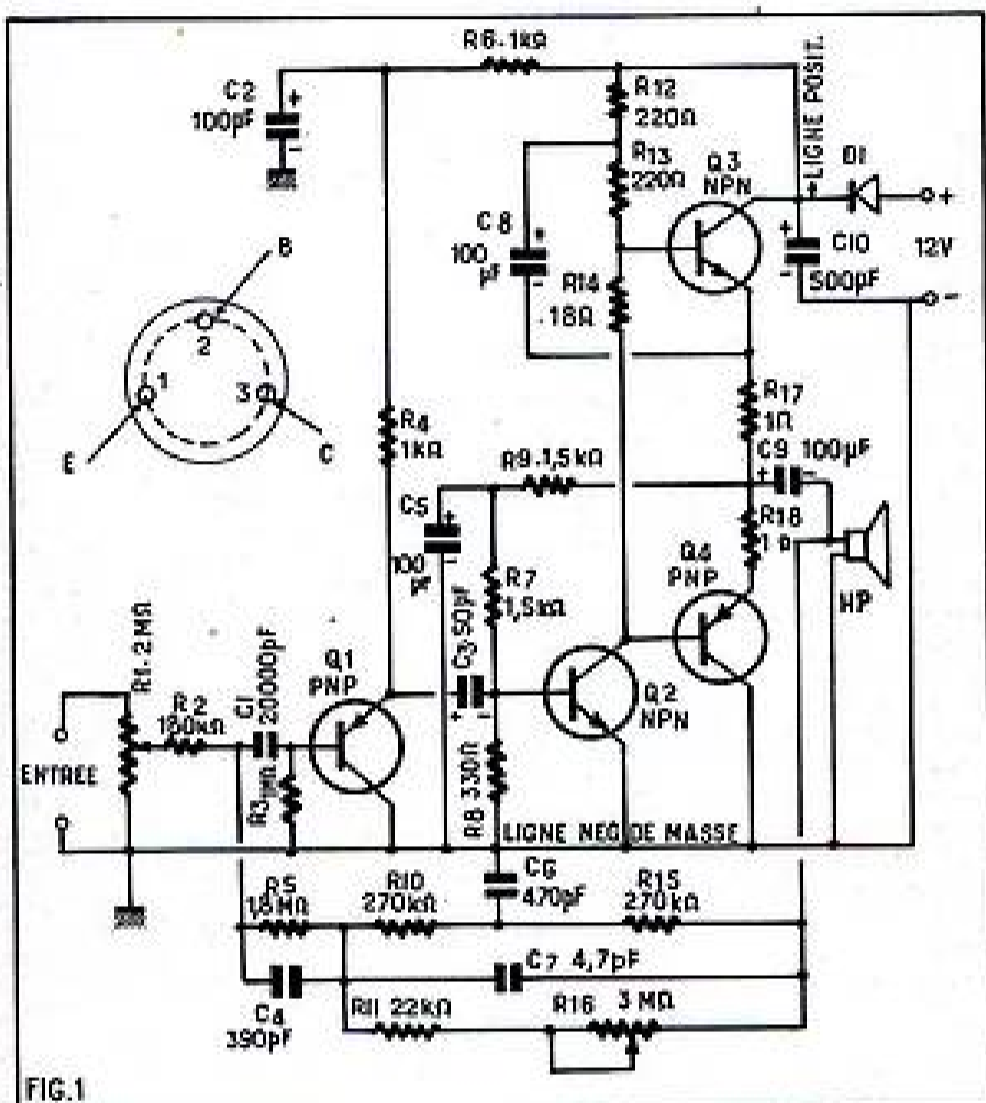 R6.1kΩ
C2
100µF
+
-
R12
220Ω
R13
220Ω
Q3
NPN
+ LIGNE POSIT.
D1
+
12V
-
+
-
C10
500µF
C8
100
µF
+
-
R14
18Ω
B
2
1
3
E
C
R4
1kΩ
R17
1Ω
R9.1,5kΩ
C9 100µF
+
-
C5
100
µF
+
-
R18
1Ω
HP
Q4
PNP
R7
1,5kΩ
C3 50µF
+
-
Q1
PNP
Q2
NPN
R1.2MΩ
R2
180kΩ
C1
20000pF
ENTREE
R3 1MΩ
R8 330Ω
LIGNE NEG DE MASSE
R5
1,8MΩ
R10
270kΩ
C6
470pF
R15
270kΩ
C7 4,7pF
C4
390pF
R11 22kΩ
R16
3MΩ
FIG.1